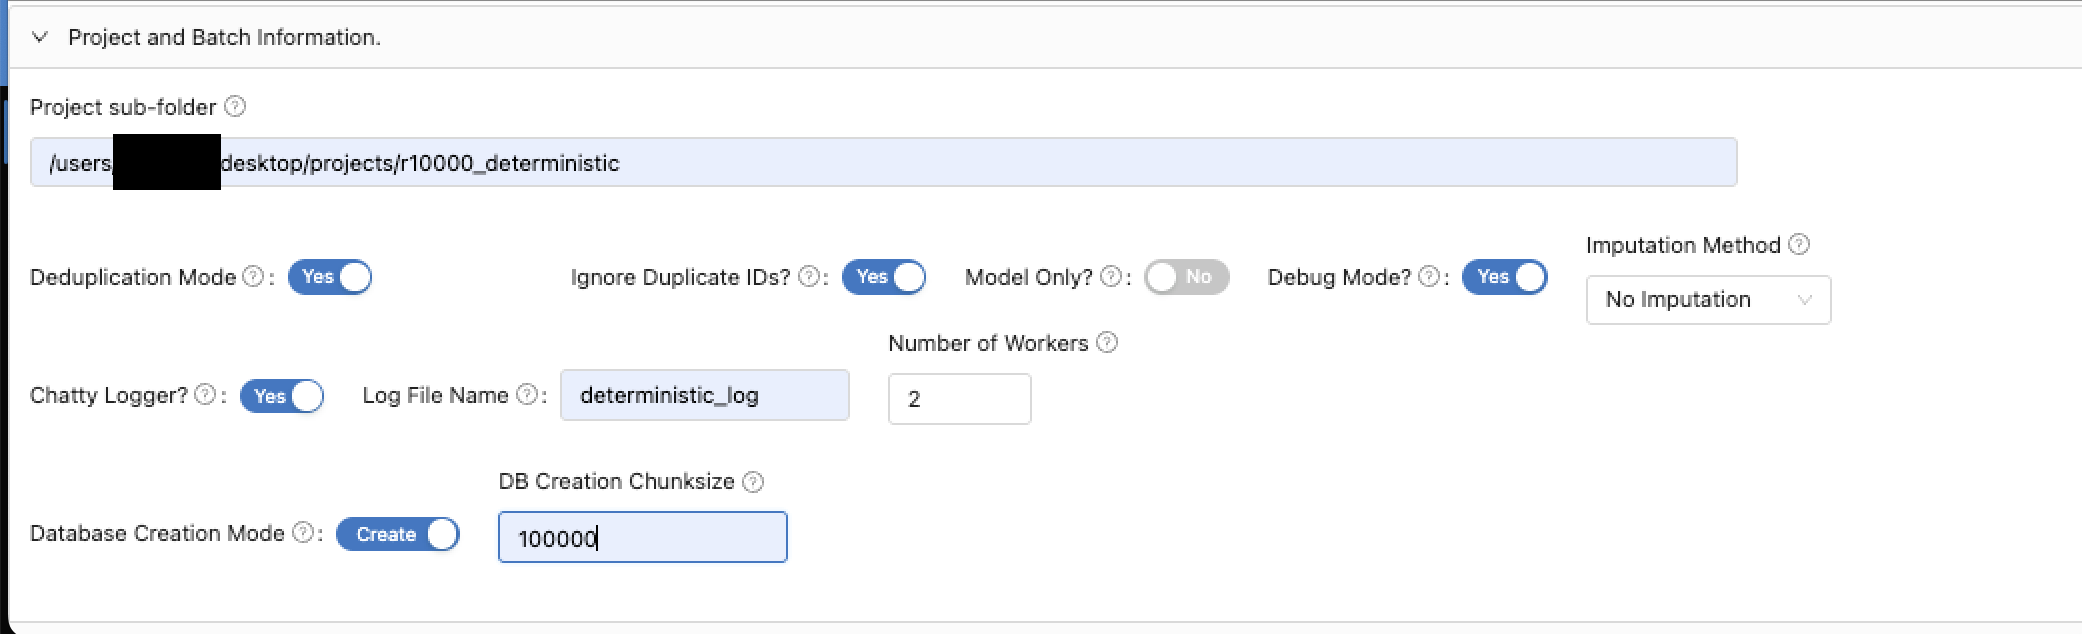 Project and Batch Information.
Project sub-folder ?
/users/ desktop/projects/r10000_deterministic
Imputation Method ?
Deduplication Mode ? : Yes Ignore Duplicate IDs? ? : Yes Model Only? ? : No Debug Mode? ? : Yes No Imputation
Number of Workers ?
Chatty Logger? ? : Yes Log File Name ? : deterministic_log 2
DB Creation Chunksize ?
Database Creation Mode ? : Create 100000